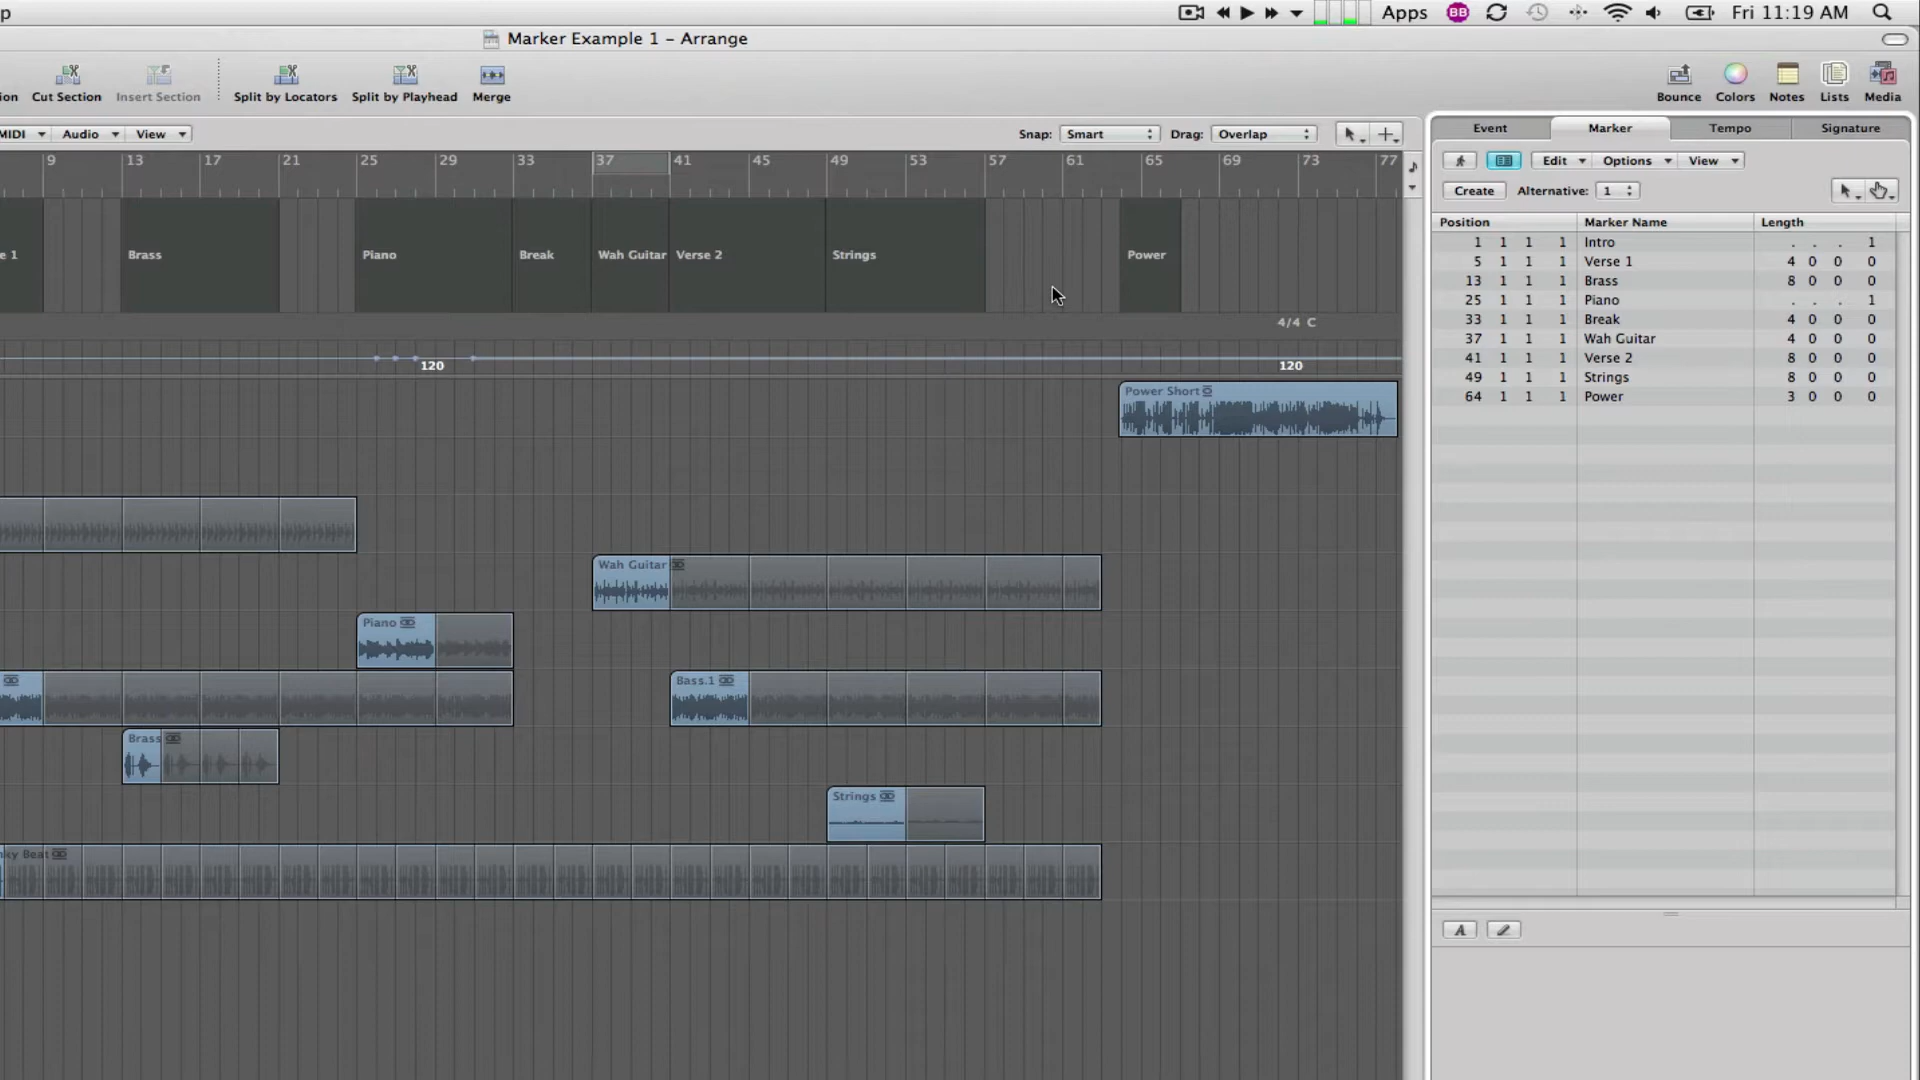 p
Apps
Fri 11:19 AM
Marker Example 1 – Arrange
ion
Cut Section
Insert Section
Split by Locators
Split by Playhead
Merge
Bounce
Colors
Notes
Lists
Media
MIDI
Audio
View
Snap: Smart
Drag: Overlap
Event
Marker
Tempo
Signature
9 13 17 21 25 29 33 37 41 45 49 53 57 61 65 69 73 77
Edit
Options
View
Create
Alternative: 1
e 1
Brass
Piano
Break
Wah Guitar
Verse 2
Strings
Power
Position Marker Name Length
1 1 1 1 Intro . . . 1
5 1 1 1 Verse 1 4 0 0 0
13 1 1 1 Brass 8 0 0 0
25 1 1 1 Piano . . . 1
33 1 1 1 Break 4 0 0 0
37 1 1 1 Wah Guitar 4 0 0 0
41 1 1 1 Verse 2 8 0 0 0
49 1 1 1 Strings 8 0 0 0
64 1 1 1 Power 3 0 0 0
4/4 C
120
120
Power Short
Wah Guitar
Piano
Bass.1
Brass
Strings
nky Beat
A